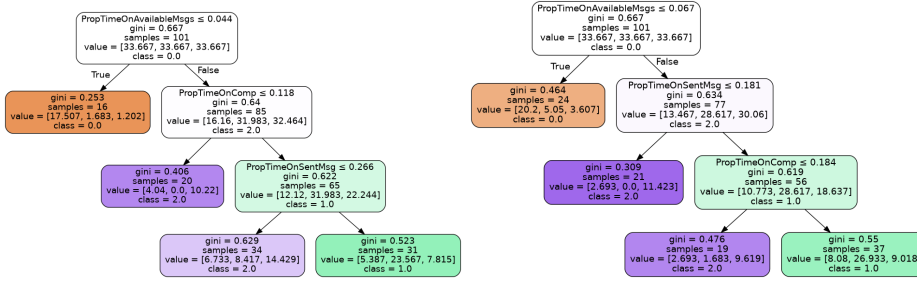 PropTimeOnAvailableMsgs ≤ 0.044
gini = 0.667
samples = 101
value = [33.667, 33.667, 33.667]
class = 0.0
True
False
gini = 0.253
samples = 16
value = [17.507, 1.683, 1.202]
class = 0.0
PropTimeOnComp ≤ 0.118
gini = 0.64
samples = 85
value = [16.16, 31.983, 32.464]
class = 2.0
gini = 0.406
samples = 20
value = [4.04, 0.0, 10.22]
class = 2.0
PropTimeOnSentMsg ≤ 0.266
gini = 0.622
samples = 65
value = [12.12, 31.983, 22.244]
class = 1.0
gini = 0.629
samples = 34
value = [6.733, 8.417, 14.429]
class = 2.0
gini = 0.523
samples = 31
value = [5.387, 23.567, 7.815]
class = 1.0
PropTimeOnAvailableMsgs ≤ 0.067
gini = 0.667
samples = 101
value = [33.667, 33.667, 33.667]
class = 0.0
True
False
gini = 0.464
samples = 24
value = [20.2, 5.05, 3.607]
class = 0.0
PropTimeOnSentMsg ≤ 0.181
gini = 0.634
samples = 77
value = [13.467, 28.617, 30.06]
class = 2.0
gini = 0.309
samples = 21
value = [2.693, 0.0, 11.423]
class = 2.0
PropTimeOnComp ≤ 0.184
gini = 0.619
samples = 56
value = [10.773, 28.617, 18.637]
class = 1.0
gini = 0.476
samples = 19
value = [2.693, 1.683, 9.619]
class = 2.0
gini = 0.55
samples = 37
value = [8.08, 26.933, 9.018
class = 1.0